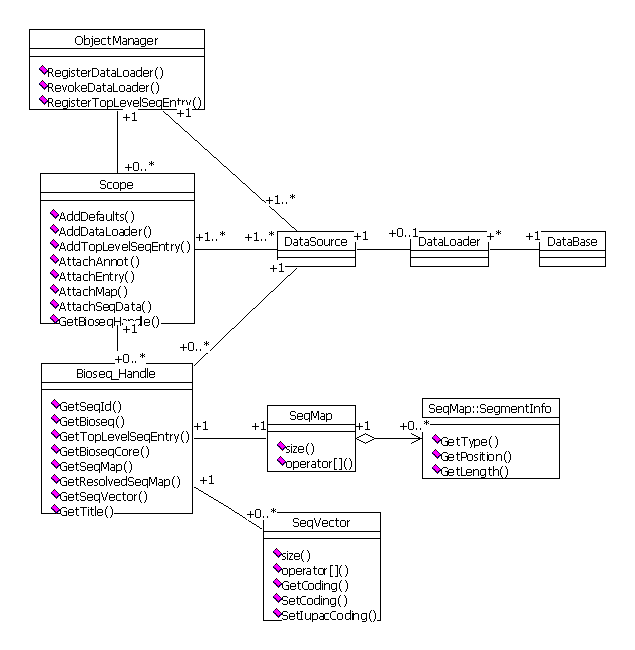 ObjectManager
RegisterDataLoader()
RevokeDataLoader()
RegisterTopLevelSeqEntry()
+1
+1
+0..*
+1..*
Scope
AddDefaults()
AddDataLoader()
AddTopLevelSeqEntry()
AttachAnnot()
AttachEntry()
AttachMap()
AttachSeqData()
GetBioseqHandle()
+1..*
+1..*
DataSource
+1
+0..1
DataLoader
+*
+1
DataBase
+1
+1
+0..*
+0..*
Bioseq_Handle
GetSeqId()
GetBioseq()
GetTopLevelSeqEntry()
GetBioseqCore()
GetSeqMap()
GetResolvedSeqMap()
GetSeqVector()
GetTitle()
+1
+1
SeqMap
size()
operator[]()
+1
+0..*
SeqMap::SegmentInfo
GetType()
GetPosition()
GetLength()
+1
+0..*
SeqVector
size()
operator[]()
GetCoding()
SetCoding()
SetIupacCoding()